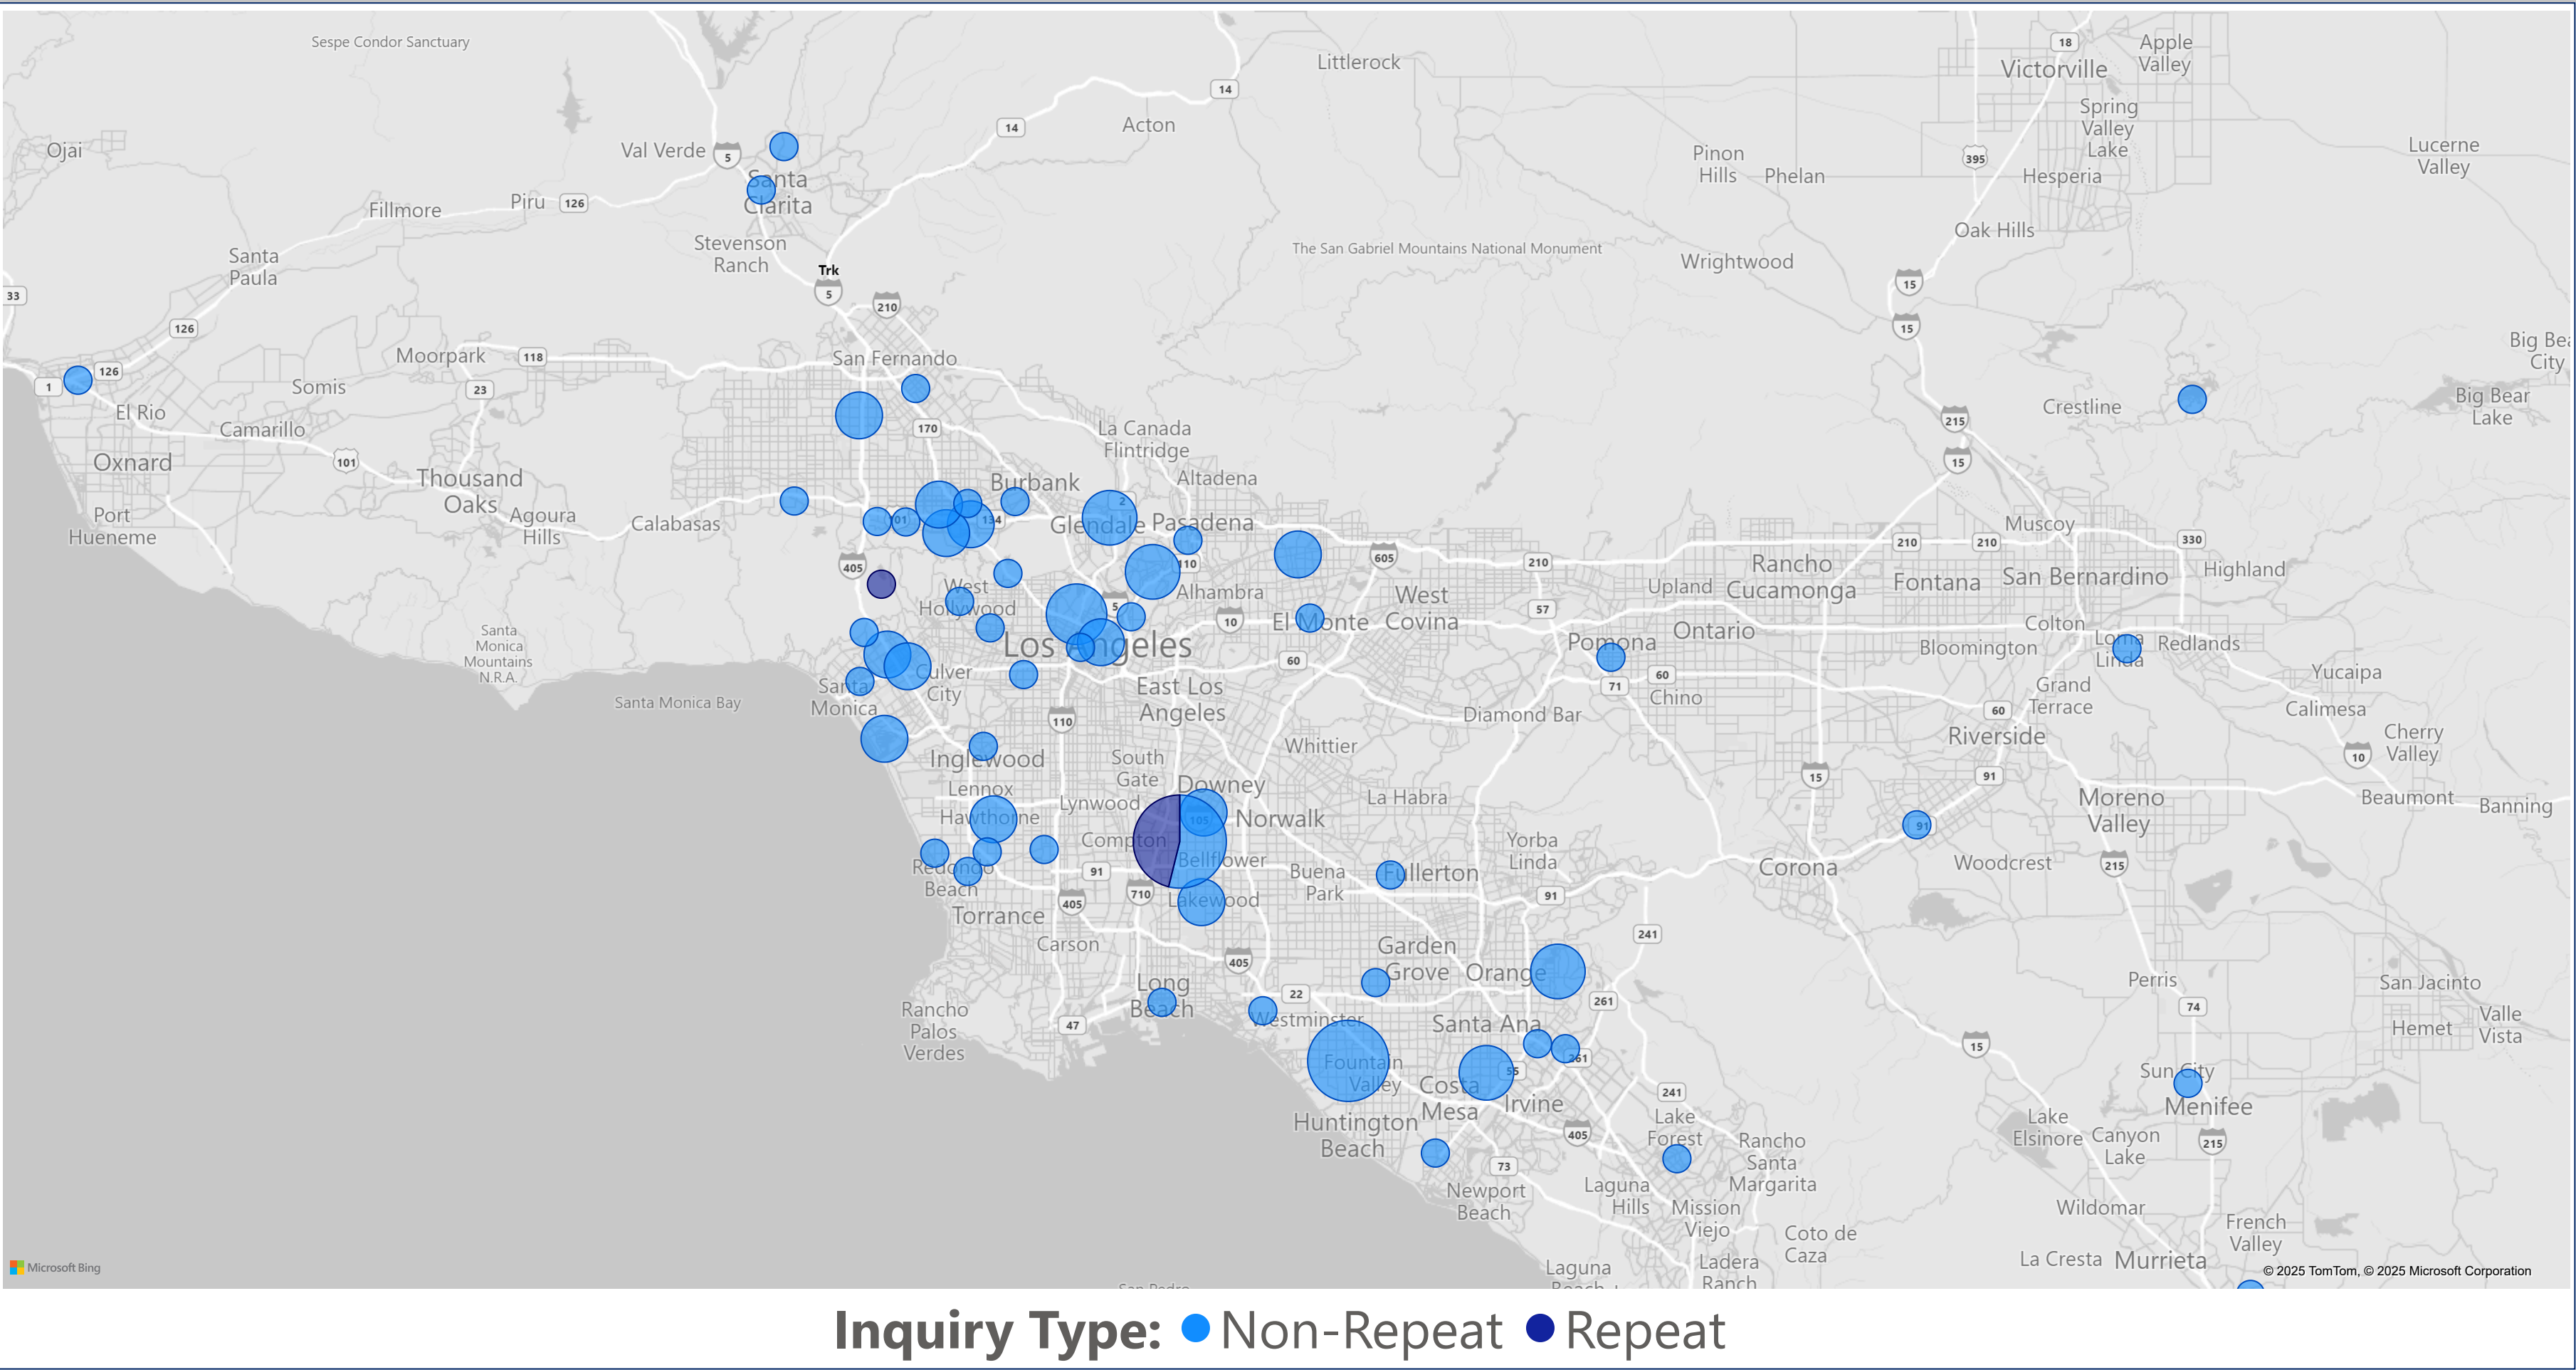 Sespe Condor Sanctuary
18
Apple
Valley
Littlerock
Victorville
14
Spring
Valley
Lake
14
Acton
Ojai
Val Verde
5
Pinon
Hills
Phelan
395
Hesperia
Lucerne
Valley
Santa
Clarita
Piru
126
Fillmore
Stevenson
Ranch
Oak Hills
The San Gabriel Mountains National Monument
Wrightwood
Santa
Paula
Trk
5
210
33
15
126
15
Moorpark
118
San Fernando
Big Bea
City
1
126
Somis
23
Crestline
Big Bear
Lake
El Rio
Camarillo
170
La Canada
Flintridge
215
Oxnard
101
15
Thousand
Oaks
Burbank
Altadena
2
Port
Hueneme
Agoura
Hills
Calabasas
101
134
Glendale
Pasadena
Muscoy
405
110
605
210
210
210
330
West
Hollywood
Alhambra
5
West
Covina
57
Upland
Rancho
Cucamonga
Fontana
San Bernardino
Highland
10
El Monte
Santa
Monica
Mountains
N.R.A.
Los Angeles
Pomona
Ontario
Colton
Bloomington
Loma
Linda
Redlands
60
Culver
City
60
71
Chino
Yucaipa
Santa
Monica
East Los
Angeles
Santa Monica Bay
Diamond Bar
Grand
Terrace
Calimesa
110
60
Riverside
Cherry
Valley
Whittier
Inglewood
South
Gate
10
15
91
Lennox
Downey
La Habra
Lynwood
Moreno
Valley
Beaumont
Banning
Hawthorne
105
Norwalk
91
Compton
Bellflower
Yorba
Linda
Redondo
Beach
91
Buena
Park
Fullerton
Corona
Woodcrest
215
710
405
Lakewood
91
Torrance
Carson
241
Garden
Grove
405
Orange
Long
Beach
22
261
Perris
San Jacinto
74
Rancho
Palos
Verdes
47
Westminster
Santa Ana
Hemet
Valle
Vista
15
Fountain
Valley
55
261
Sun City
Costa
Mesa
Irvine
241
Menifee
Huntington
Beach
405
Lake
Forest
Rancho
Santa
Margarita
Lake
Elsinore
Canyon
Lake
215
73
Newport
Beach
Laguna
Hills
Mission
Viejo
Wildomar
Coto de
Caza
French
Valley
La Cresta
Murrieta
Laguna
Beach
Ladera
Ranch
San Pedro
Microsoft Bing
© 2025 TomTom, © 2025 Microsoft Corporation
Inquiry Type: Non-Repeat Repeat